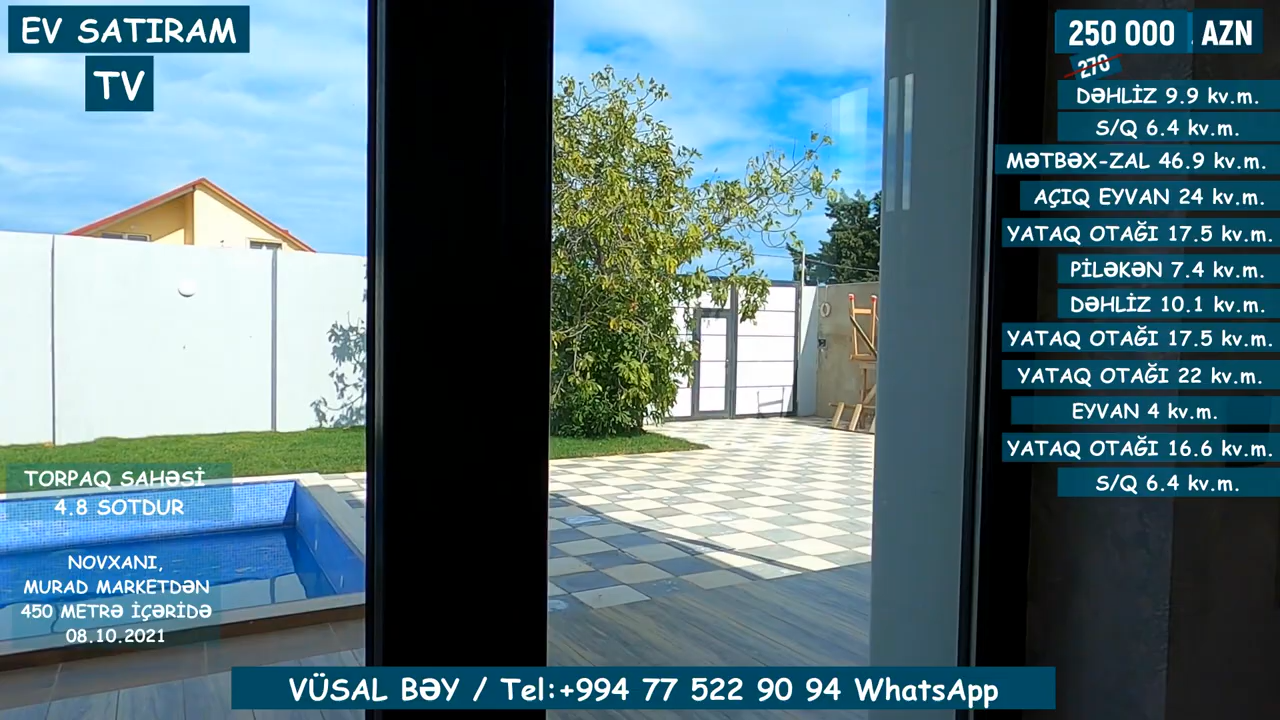 EV SATIRAM
TV
250 000 AZN
270
DƏHLİZ 9.9 kv.m.
S/Q 6.4 kv.m.
MƏTBƏX-ZAL 46.9 kv.m.
AÇIQ EYVAN 24 kv.m.
YATAQ OTAĞI 17.5 kv.m.
PİLƏKƏN 7.4 kv.m.
DƏHLİZ 10.1 kv.m.
YATAQ OTAĞI 17.5 kv.m.
YATAQ OTAĞI 22 kv.m.
EYVAN 4 kv.m.
YATAQ OTAĞI 16.6 kv.m.
S/Q 6.4 kv.m.
TORPAQ SAHƏSİ
4.8 SOTDUR
NOVXANI,
MURAD MARKETDƏN
450 METRƏ İÇƏRİDƏ
08.10.2021
VÜSAL BƏY / Tel:+994 77 522 90 94 WhatsApp